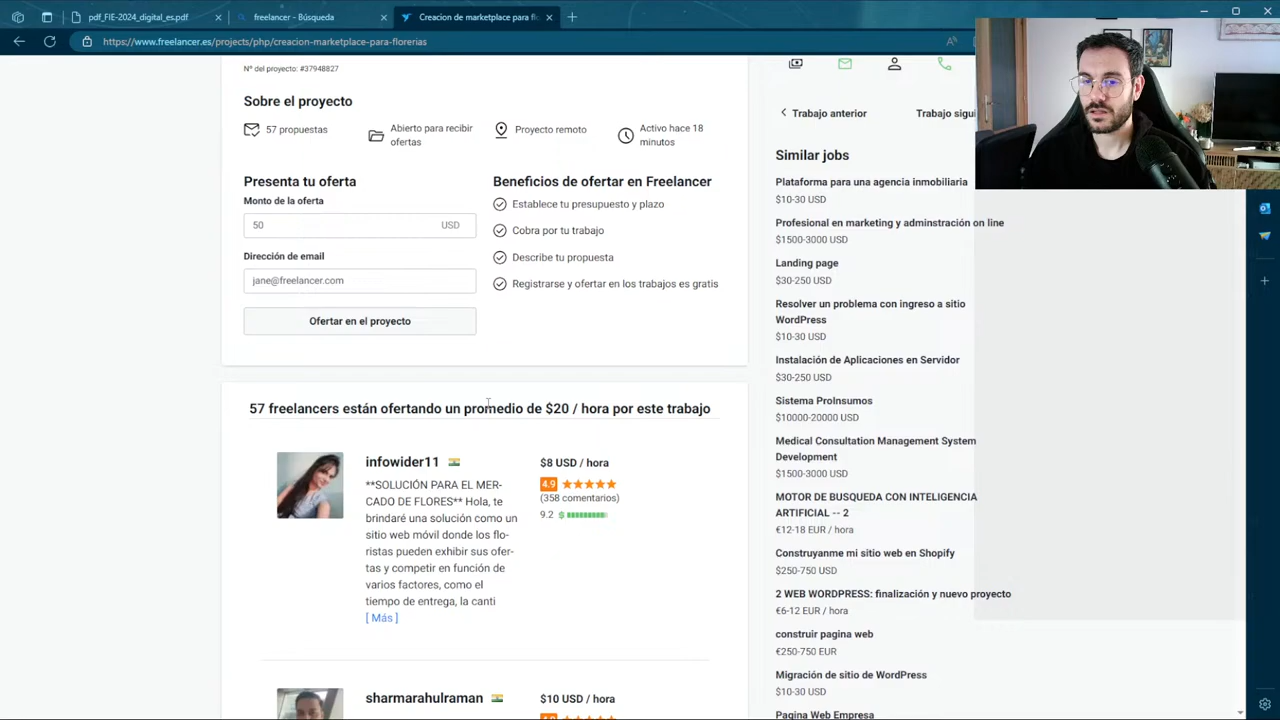 pdf_FIE-2024_digital_es.pdf
freelancer - Búsqueda
Creacion de marketplace para fl
https://www.freelancer.es/projects/php/creacion-marketplace-para-florerias
Nº del proyecto: #37948827
Sobre el proyecto
57 propuestas
Abierto para recibir
ofertas
Proyecto remoto
Activo hace 18
minutos
Presenta tu oferta
Monto de la oferta
50 USD
Dirección de email
jane@freelancer.com
Ofertar en el proyecto
Beneficios de ofertar en Freelancer
Establece tu presupuesto y plazo
Cobra por tu trabajo
Describe tu propuesta
Registrarse y ofertar en los trabajos es gratis
57 freelancers están ofertando un promedio de $20 / hora por este trabajo
infowider11
**SOLUCIÓN PARA EL MER-
CADO DE FLORES** Hola, te
brindaré una solución como un
sitio web móvil donde los flo-
ristas pueden exhibir sus ofer-
tas y competir en función de
varios factores, como el
tiempo de entrega, la canti
[ Más ]
$8 USD / hora
4.9
(358 comentarios)
9.2 $
sharmarahulraman
$10 USD / hora
Trabajo anterior
Trabajo sigui
Similar jobs
Plataforma para una agencia inmobiliaria
$10-30 USD
Profesional en marketing y adminstración on line
$1500-3000 USD
Landing page
$30-250 USD
Resolver un problema con ingreso a sitio
WordPress
$10-30 USD
Instalación de Aplicaciones en Servidor
$30-250 USD
Sistema ProInsumos
$10000-20000 USD
Medical Consultation Management System
Development
$1500-3000 USD
MOTOR DE BUSQUEDA CON INTELIGENCIA
ARTIFICIAL -- 2
€12-18 EUR / hora
Construyanme mi sitio web en Shopify
$250-750 USD
2 WEB WORDPRESS: finalización y nuevo proyecto
€6-12 EUR / hora
construir pagina web
€250-750 EUR
Migración de sitio de WordPress
$10-30 USD
Pagina Web Empresa